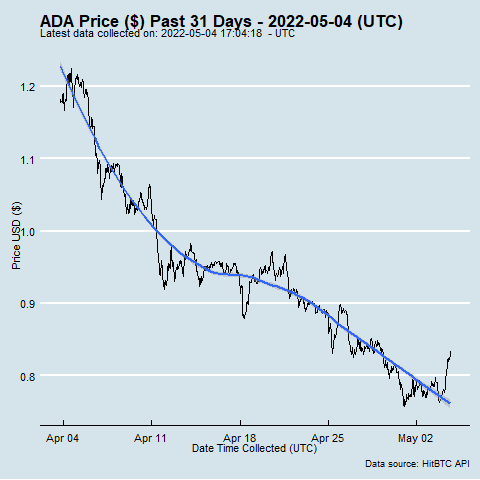 ADA Price ($) Past 31 Days - 2022-05-04 (UTC)
Latest data collected on: 2022-05-04 17:04:18 - UTC
1.2
1.1
1.0
0.9
0.8
Price USD ($)
Apr 04 Apr 11 Apr 18 Apr 25 May 02
Date Time Collected (UTC)
Data source: HitBTC API